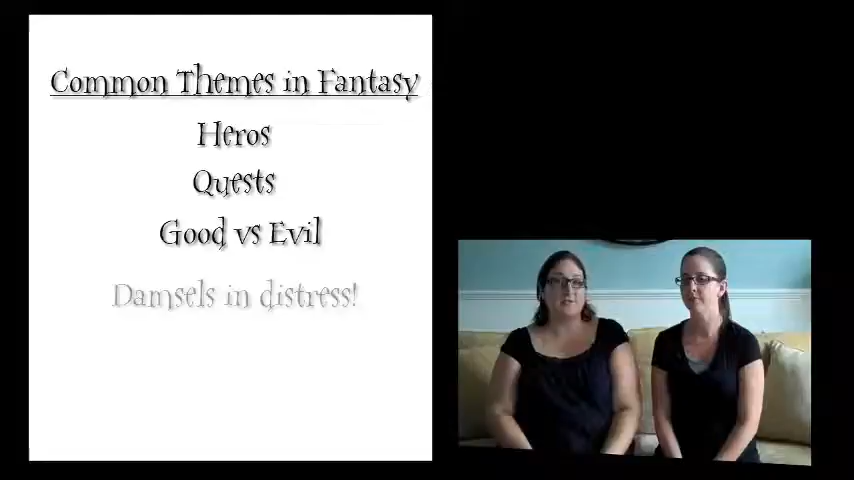 Common Themes in Fantasy
Heros
Quests
Good vs Evil
Damsels in distress!